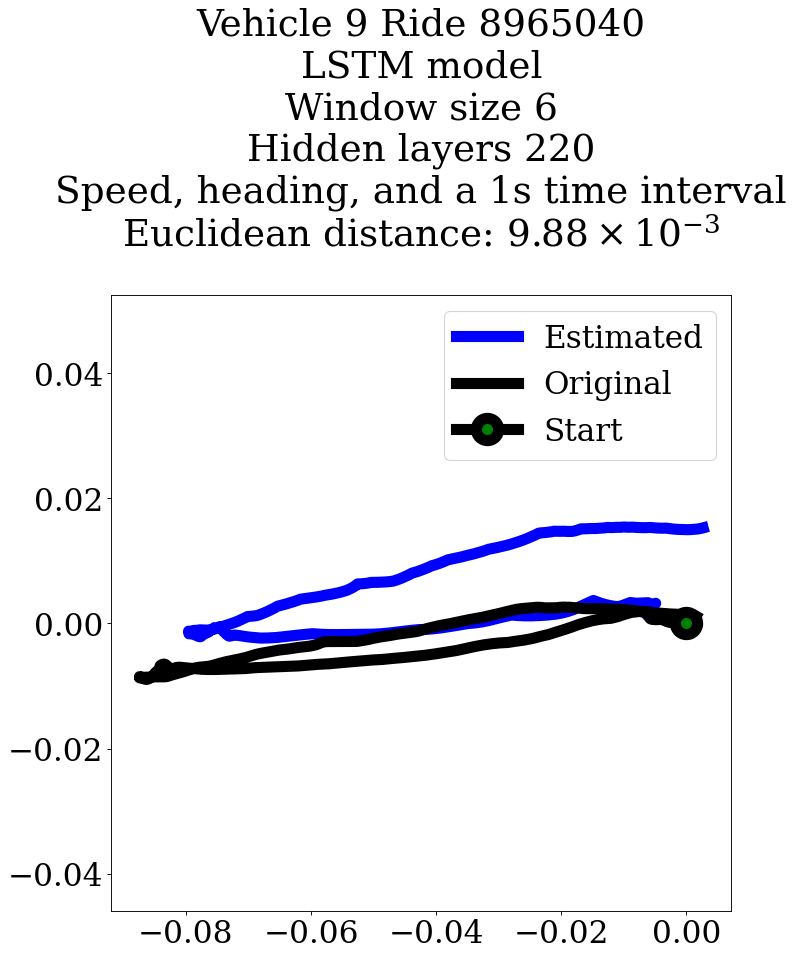 Vehicle 9 Ride 8965040
LSTM model
Window size 6
Hidden layers 220
Speed, heading, and a 1s time interval
Euclidean distance: 9.88 × 10⁻³
Estimated
Original
Start
0.04
0.02
0.00
−0.02
−0.04
−0.08 −0.06 −0.04 −0.02 0.00